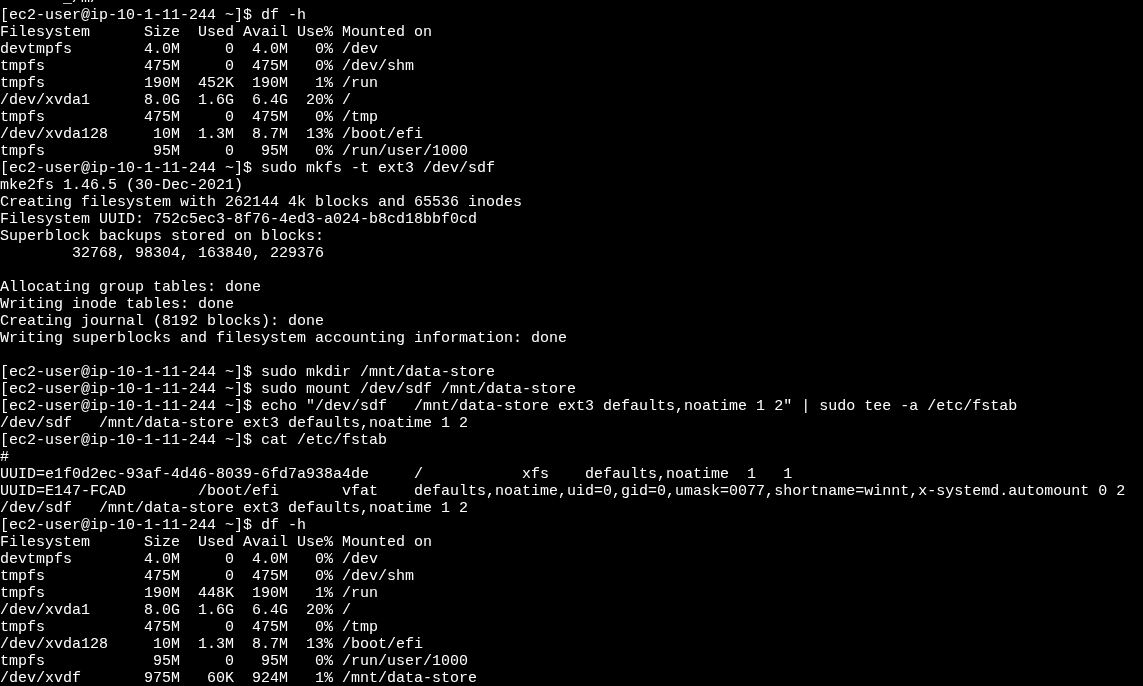 [ec2-user@ip-10-1-11-244 ~]$ df -h
Filesystem      Size  Used Avail Use% Mounted on
devtmpfs        4.0M     0  4.0M   0% /dev
tmpfs           475M     0  475M   0% /dev/shm
tmpfs           190M  452K  190M   1% /run
/dev/xvda1      8.0G  1.6G  6.4G  20% /
tmpfs           475M     0  475M   0% /tmp
/dev/xvda128     10M  1.3M  8.7M  13% /boot/efi
tmpfs            95M     0   95M   0% /run/user/1000
[ec2-user@ip-10-1-11-244 ~]$ sudo mkfs -t ext3 /dev/sdf
mke2fs 1.46.5 (30-Dec-2021)
Creating filesystem with 262144 4k blocks and 65536 inodes
Filesystem UUID: 752c5ec3-8f76-4ed3-a024-b8cd18bbf0cd
Superblock backups stored on blocks:
        32768, 98304, 163840, 229376

Allocating group tables: done
Writing inode tables: done
Creating journal (8192 blocks): done
Writing superblocks and filesystem accounting information: done

[ec2-user@ip-10-1-11-244 ~]$ sudo mkdir /mnt/data-store
[ec2-user@ip-10-1-11-244 ~]$ sudo mount /dev/sdf /mnt/data-store
[ec2-user@ip-10-1-11-244 ~]$ echo "/dev/sdf   /mnt/data-store ext3 defaults,noatime 1 2" | sudo tee -a /etc/fstab
/dev/sdf   /mnt/data-store ext3 defaults,noatime 1 2
[ec2-user@ip-10-1-11-244 ~]$ cat /etc/fstab
#
UUID=e1f0d2ec-93af-4d46-8039-6fd7a938a4de     /           xfs    defaults,noatime  1   1
UUID=E147-FCAD        /boot/efi       vfat    defaults,noatime,uid=0,gid=0,umask=0077,shortname=winnt,x-systemd.automount 0 2
/dev/sdf   /mnt/data-store ext3 defaults,noatime 1 2
[ec2-user@ip-10-1-11-244 ~]$ df -h
Filesystem      Size  Used Avail Use% Mounted on
devtmpfs        4.0M     0  4.0M   0% /dev
tmpfs           475M     0  475M   0% /dev/shm
tmpfs           190M  448K  190M   1% /run
/dev/xvda1      8.0G  1.6G  6.4G  20% /
tmpfs           475M     0  475M   0% /tmp
/dev/xvda128     10M  1.3M  8.7M  13% /boot/efi
tmpfs            95M     0   95M   0% /run/user/1000
/dev/xvdf       975M   60K  924M   1% /mnt/data-store